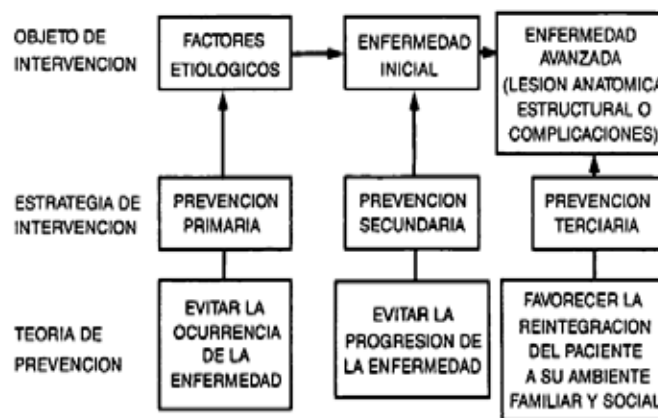 OBJETO DE
INTERVENCION
FACTORES
ETIOLOGICOS
ENFERMEDAD
INICIAL
ENFERMEDAD
AVANZADA
(LESION ANATOMICA
ESTRUCTURAL O
COMPLICACIONES)
ESTRATEGIA DE
INTERVENCION
PREVENCION
PRIMARIA
PREVENCION
SECUNDARIA
PREVENCION
TERCIARIA
TEORIA DE
PREVENCION
EVITAR LA
OCURRENCIA
DE LA
ENFERMEDAD
EVITAR LA
PROGRESION DE
LA ENFERMEDAD
FAVORECER LA
REINTEGRACION
DEL PACIENTE
A SU AMBIENTE
FAMILIAR Y SOCIAL